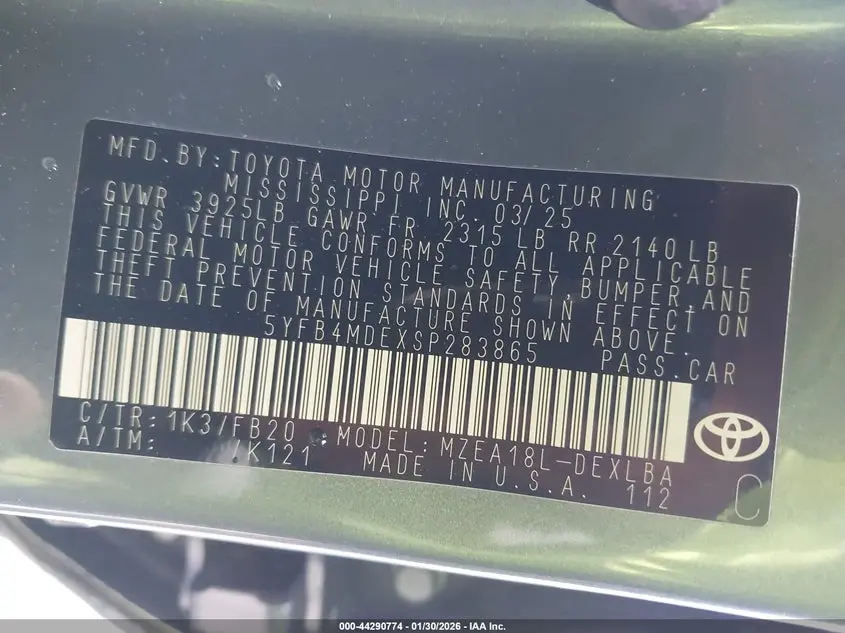 MFD. BY: TOYOTA MOTOR MANUFACTURING
MISSISSIPPI, INC. 03/25
GVWR 3925LB GAWR FR 2315 LB RR 2140 LB
THIS VEHICLE CONFORMS TO ALL APPLICABLE
FEDERAL MOTOR VEHICLE SAFETY, BUMPER, AND
THEFT PREVENTION STANDARDS IN EFFECT ON
THE DATE OF MANUFACTURE SHOWN ABOVE.
5YFB4MDEXSP283865 PASS. CAR
C/TR: 1K3/FB20 MODEL: MZEA18L-DEXLBA
A/TM: /K121 MADE IN U.S.A. 112
C
000-44290774 | 01/30/2026 - IAA Inc.